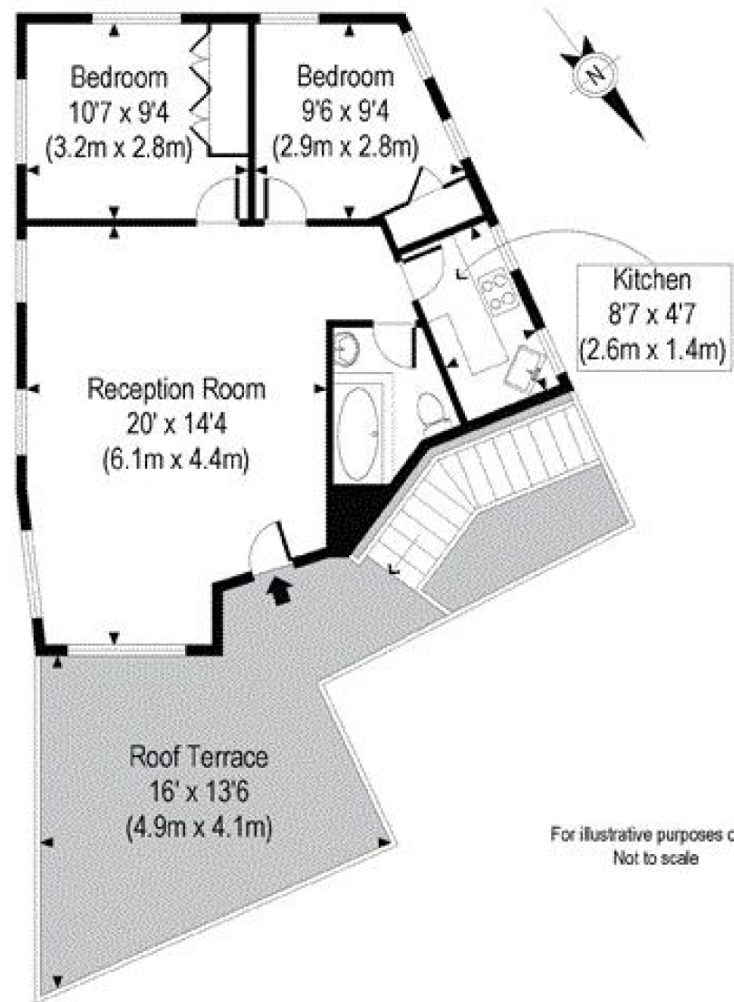 Bedroom
10'7 x 9'4
(3.2m x 2.8m)
Bedroom
9'6 x 9'4
(2.9m x 2.8m)
N
Kitchen
8'7 x 4'7
(2.6m x 1.4m)
Reception Room
20' x 14'4
(6.1m x 4.4m)
Roof Terrace
16' x 13'6
(4.9m x 4.1m)
For illustrative purposes o
Not to scale